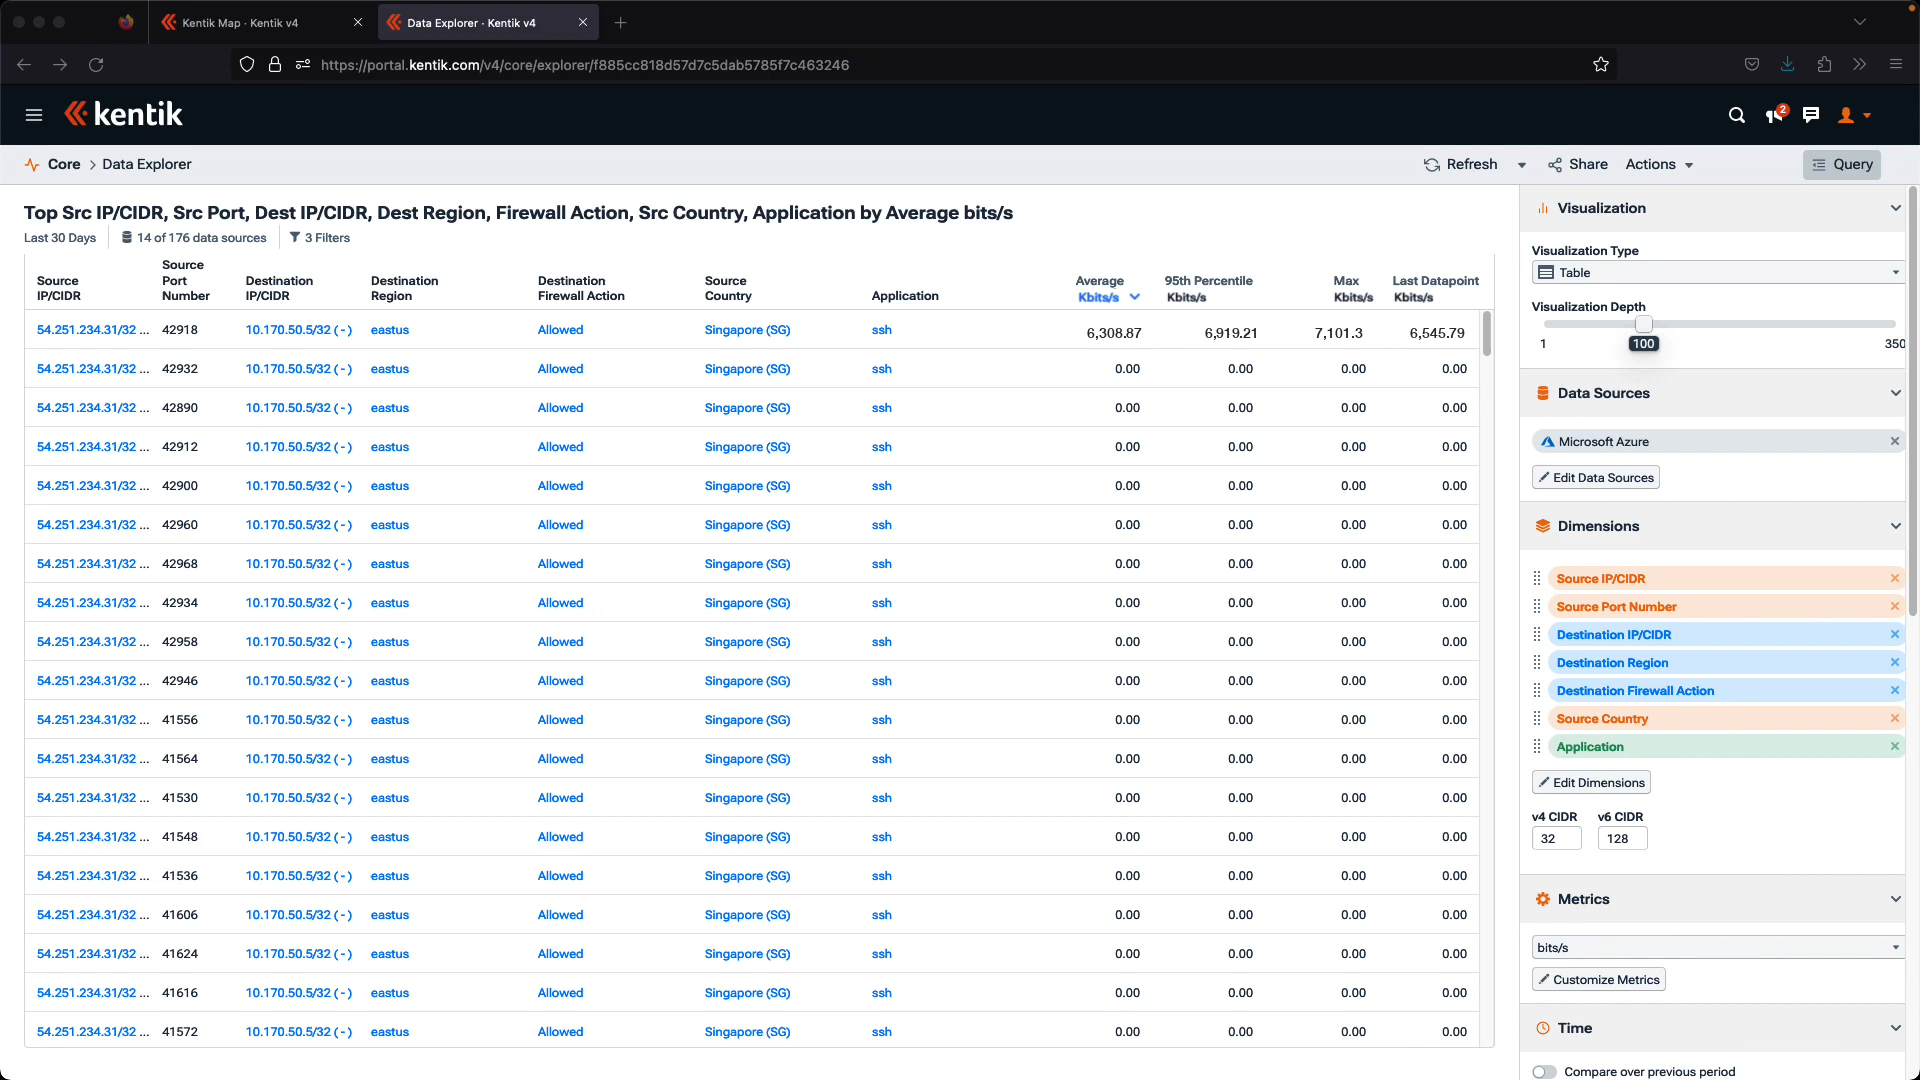 Kentik Map · Kentik v4
Data Explorer · Kentik v4
https://portal.kentik.com/v4/core/explorer/f885cc818d57d7c5dab5785f7c463246
kentik
2
Core > Data Explorer
Refresh
Share
Actions
Query
Top Src IP/CIDR, Src Port, Dest IP/CIDR, Dest Region, Firewall Action, Src Country, Application by Average bits/s
Last 30 Days
14 of 176 data sources
3 Filters
Source IP/CIDR Source Port Number Destination IP/CIDR Destination Region Destination Firewall Action Source Country Application Average Kbits/s 95th Percentile Kbits/s Max Kbits/s Last Datapoint Kbits/s
54.251.234.31/32 ... 42918 10.170.50.5/32 ( - ) eastus Allowed Singapore (SG) ssh 6,308.87 6,919.21 7,101.3 6,545.79
54.251.234.31/32 ... 42932 10.170.50.5/32 ( - ) eastus Allowed Singapore (SG) ssh 0.00 0.00 0.00 0.00
54.251.234.31/32 ... 42890 10.170.50.5/32 ( - ) eastus Allowed Singapore (SG) ssh 0.00 0.00 0.00 0.00
54.251.234.31/32 ... 42912 10.170.50.5/32 ( - ) eastus Allowed Singapore (SG) ssh 0.00 0.00 0.00 0.00
54.251.234.31/32 ... 42900 10.170.50.5/32 ( - ) eastus Allowed Singapore (SG) ssh 0.00 0.00 0.00 0.00
54.251.234.31/32 ... 42960 10.170.50.5/32 ( - ) eastus Allowed Singapore (SG) ssh 0.00 0.00 0.00 0.00
54.251.234.31/32 ... 42968 10.170.50.5/32 ( - ) eastus Allowed Singapore (SG) ssh 0.00 0.00 0.00 0.00
54.251.234.31/32 ... 42934 10.170.50.5/32 ( - ) eastus Allowed Singapore (SG) ssh 0.00 0.00 0.00 0.00
54.251.234.31/32 ... 42958 10.170.50.5/32 ( - ) eastus Allowed Singapore (SG) ssh 0.00 0.00 0.00 0.00
54.251.234.31/32 ... 42946 10.170.50.5/32 ( - ) eastus Allowed Singapore (SG) ssh 0.00 0.00 0.00 0.00
54.251.234.31/32 ... 41556 10.170.50.5/32 ( - ) eastus Allowed Singapore (SG) ssh 0.00 0.00 0.00 0.00
54.251.234.31/32 ... 41564 10.170.50.5/32 ( - ) eastus Allowed Singapore (SG) ssh 0.00 0.00 0.00 0.00
54.251.234.31/32 ... 41530 10.170.50.5/32 ( - ) eastus Allowed Singapore (SG) ssh 0.00 0.00 0.00 0.00
54.251.234.31/32 ... 41548 10.170.50.5/32 ( - ) eastus Allowed Singapore (SG) ssh 0.00 0.00 0.00 0.00
54.251.234.31/32 ... 41536 10.170.50.5/32 ( - ) eastus Allowed Singapore (SG) ssh 0.00 0.00 0.00 0.00
54.251.234.31/32 ... 41606 10.170.50.5/32 ( - ) eastus Allowed Singapore (SG) ssh 0.00 0.00 0.00 0.00
54.251.234.31/32 ... 41624 10.170.50.5/32 ( - ) eastus Allowed Singapore (SG) ssh 0.00 0.00 0.00 0.00
54.251.234.31/32 ... 41616 10.170.50.5/32 ( - ) eastus Allowed Singapore (SG) ssh 0.00 0.00 0.00 0.00
54.251.234.31/32 ... 41572 10.170.50.5/32 ( - ) eastus Allowed Singapore (SG) ssh 0.00 0.00 0.00 0.00
Visualization
Visualization Type
Table
Visualization Depth
1 100 350
Data Sources
Microsoft Azure
Edit Data Sources
Dimensions
Source IP/CIDR
Source Port Number
Destination IP/CIDR
Destination Region
Destination Firewall Action
Source Country
Application
Edit Dimensions
v4 CIDR v6 CIDR
32 128
Metrics
bits/s
Customize Metrics
Time
Compare over previous period